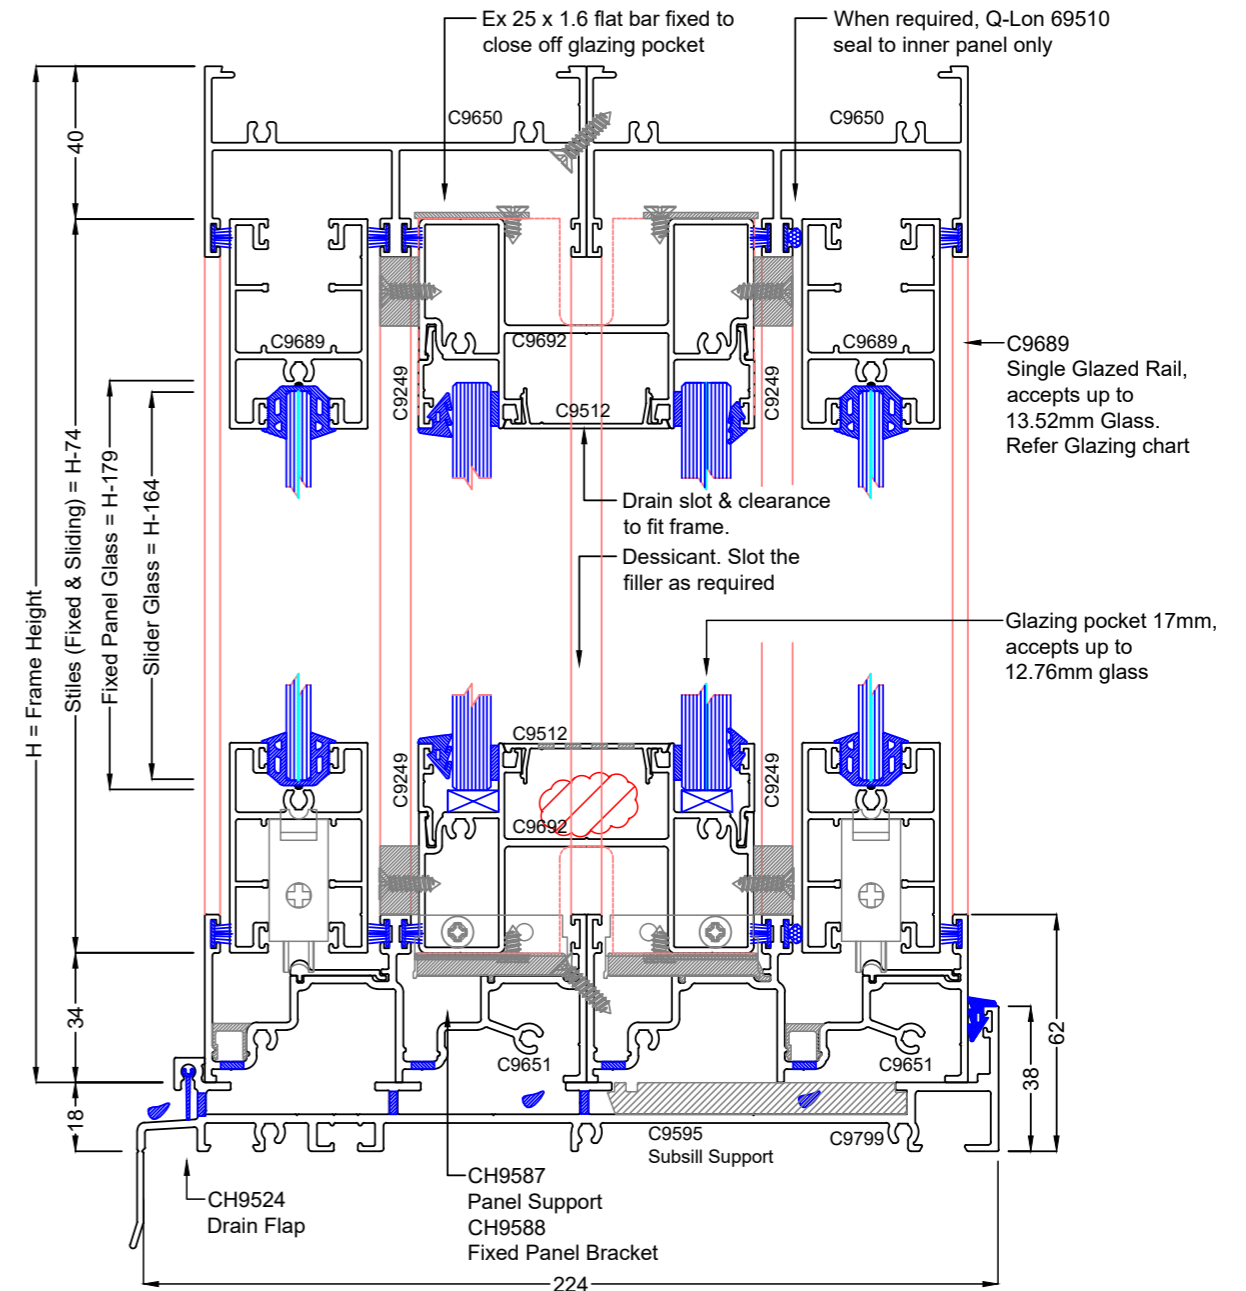 Ex 25 x 1.6 flat bar fixed to
close off glazing pocket
When required, Q-Lon 69510
seal to inner panel only
C9650
C9650
40
C9689
C9692
C9689
C9689
Single Glazed Rail,
accepts up to
13.52mm Glass.
Refer Glazing chart
C9249
C9249
C9512
H = Frame Height
Stiles (Fixed & Sliding) = H-74
Fixed Panel Glass = H-179
Slider Glass = H-164
Drain slot & clearance
to fit frame.
Dessicant. Slot the
filler as required
Glazing pocket 17mm,
accepts up to
12.76mm glass
C9512
C9249
C9249
C9692
34
C9651
C9651
62
38
18
C9595
Subsill Support
C9799
CH9524
Drain Flap
CH9587
Panel Support
CH9588
Fixed Panel Bracket
224